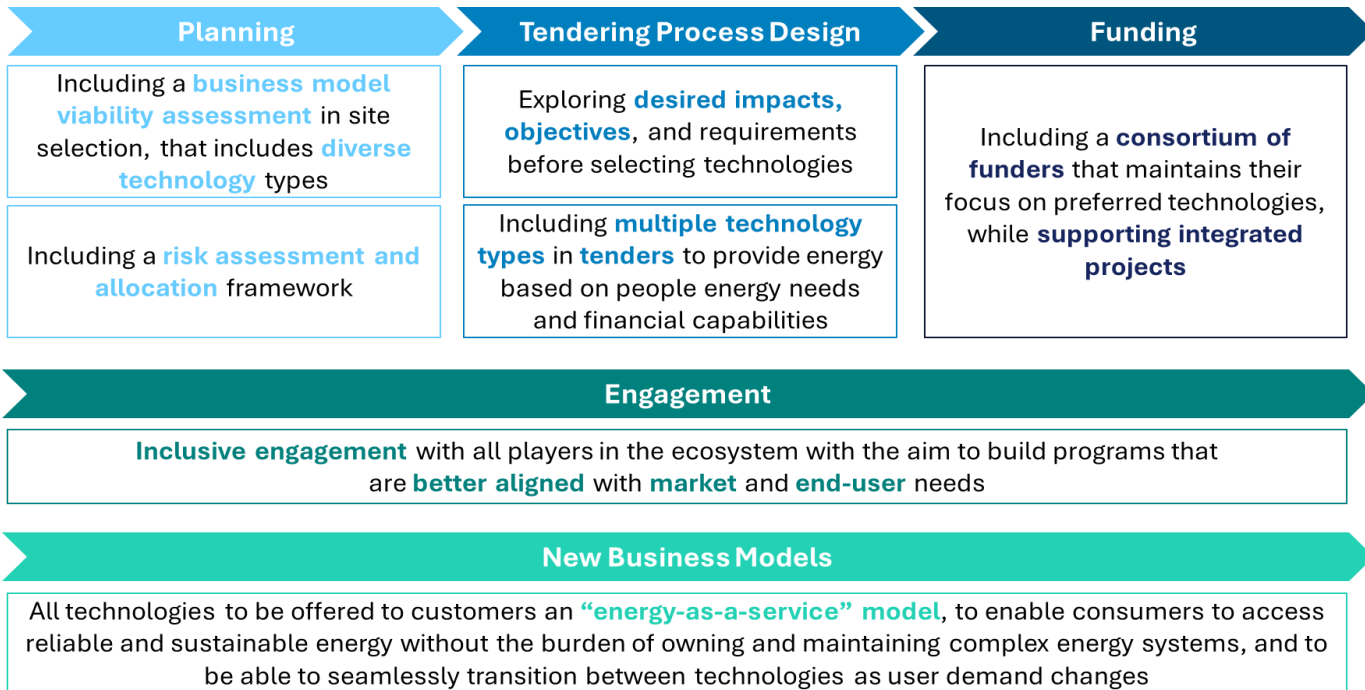 Planning
Including a business model
viability assessment in site
selection, that includes diverse
technology types
Including a risk assessment and
allocation framework
Tendering Process Design
Exploring desired impacts,
objectives, and requirements
before selecting technologies
Including multiple technology
types in tenders to provide energy
based on people energy needs
and financial capabilities
Funding
Including a consortium of
funders that maintains their
focus on preferred technologies,
while supporting integrated
projects
Engagement
Inclusive engagement with all players in the ecosystem with the aim to build programs that
are better aligned with market and end-user needs
New Business Models
All technologies to be offered to customers an “energy-as-a-service” model, to enable consumers to access
reliable and sustainable energy without the burden of owning and maintaining complex energy systems, and to
be able to seamlessly transition between technologies as user demand changes